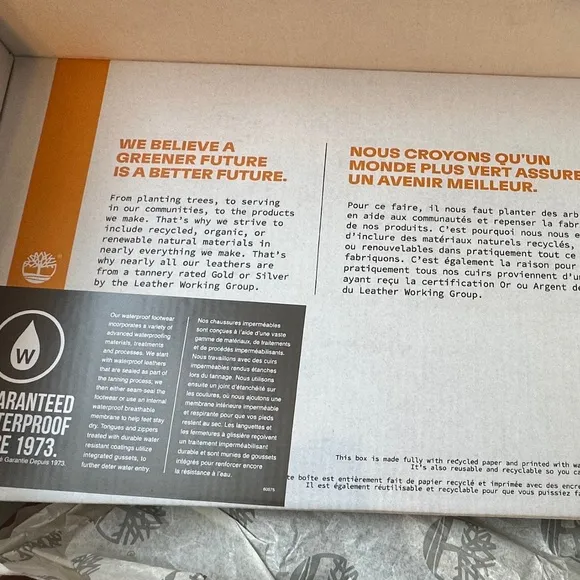 WE BELIEVE A
GREENER FUTURE
IS A BETTER FUTURE.
From planting trees, to serving
in our communities, to the products
we make. That's why we strive to
include recycled, organic, or
renewable natural materials in
nearly everything we make. That's
why nearly all our leathers are
from a tannery rated Gold or Silver
by the Leather Working Group.
NOUS CROYONS QU'UN
MONDE PLUS VERT ASSURE
UN AVENIR MEILLEUR.
Pour ce faire, il nous faut planter des arb
en aide aux communautés et repenser la fabr
de nos produits. C'est pourquoi nous nous e
d'inclure des matériaux naturels recyclés,
ou renouvelables dans pratiquement tout ce
fabriquons. C'est également la raison pour
pratiquement tous nos cuirs proviennent d'u
ayant reçu la certification Or ou Argent de
du Leather Working Group.
W
ARANTEED
TERPROOF
CE 1973.
é Garantie Depuis 1973.
Our waterproof footwear
incorporates a variety of
advanced waterproofing
materials, treatments
and processes. We start
with waterproof leathers
that are sealed as part of
the tanning process; we
then either seam-seal the
footwear or use an internal
waterproof breathable
membrane to help feet stay
dry. Tongues and zippers
treated with durable water
resistant coatings utilize
integrated gussets, to
further deter water entry.
Nos chaussures imperméables
sont conçues à l'aide d'une vaste
gamme de matériaux, de traitements
et de procédés imperméabilisants.
Nous travaillons avec des cuirs
imperméables rendus étanches
lors du tannage. Nous utilisons
ensuite un joint d'étanchéité sur
les coutures, où nous ajoutons une
membrane intérieure imperméable
et respirante pour que vos pieds
restent au sec. Les languettes et
les fermetures à glissière reçoivent
un traitement imperméabilisant
durable et sont munies de goussets
intégrés pour renforcer encore
la résistance à l'eau.
60675
This box is made fully with recycled paper and printed with wa
It's also reusable and recyclable so you ca
te boîte est entièrement fait de papier recyclé et imprimée avec des encre
Il est également réutilisable et recyclable pour que vous puissiez fa